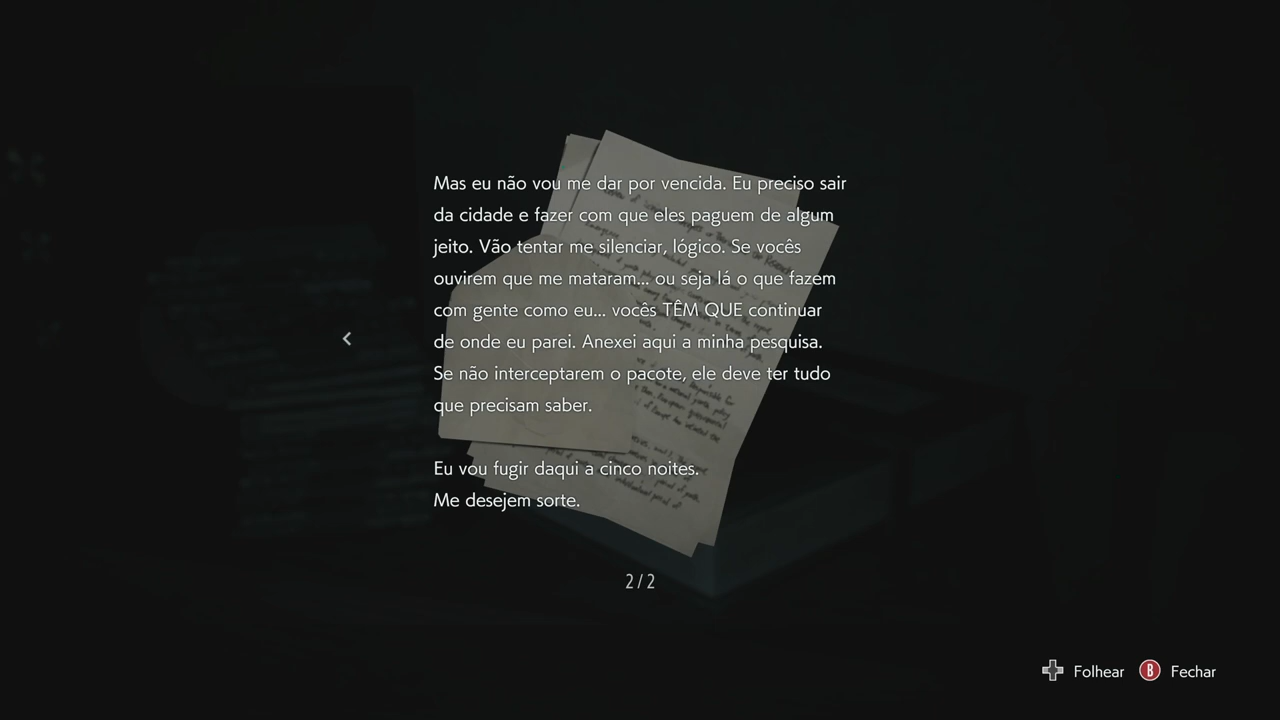 Mas eu não vou me dar por vencida. Eu preciso sair
da cidade e fazer com que eles paguem de algum
jeito. Vão tentar me silenciar, lógico. Se vocês
ouvirem que me mataram... ou seja lá o que fazem
com gente como eu... vocês TÊM QUE continuar
de onde eu parei. Anexei aqui a minha pesquisa.
Se não interceptarem o pacote, ele deve ter tudo
que precisam saber.
Eu vou fugir daqui a cinco noites.
Me desejem sorte.
2 / 2
Folhear B Fechar